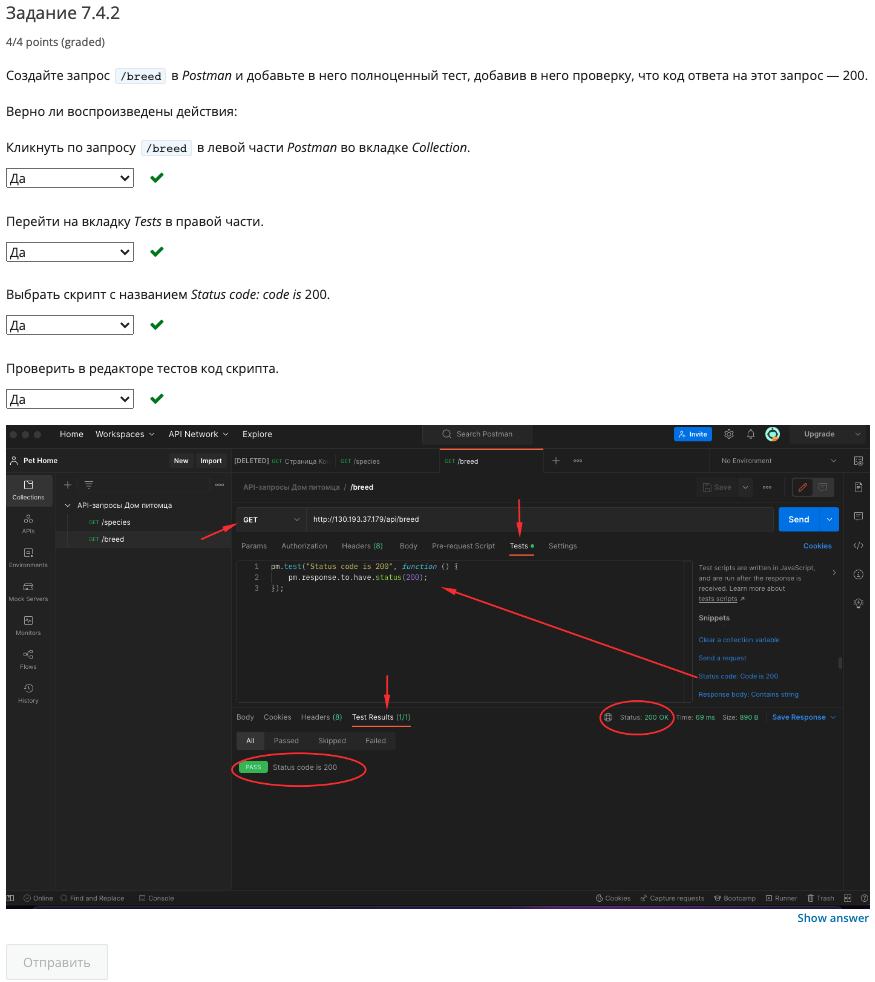 Задание 7.4.2
4/4 points (graded)
Создайте запрос /breed в Postman и добавьте в него полноценный тест, добавив в него проверку, что код ответа на этот запрос — 200.
Верно ли воспроизведены действия:
Кликнуть по запросу /breed в левой части Postman во вкладке Collection.
Да
Перейти на вкладку Tests в правой части.
Да
Выбрать скрипт с названием Status code: code is 200.
Да
Проверить в редакторе тестов код скрипта.
Да
Home Workspaces API Network Explore Search Postman Invite Upgrade
Pet Home New Import [DELETED] GET Страница GET /species GET /breed No Environment
Collections
APIs
Environments
Mock Servers
Monitors
Flows
History
API-запросы Дом питомца
GET /species
GET /breed
API-запросы Дом питомца / /breed Save
GET http://130.193.37.179/api/breed Send
Params Authorization Headers (8) Body Pre-request Script Tests Settings Cookies
1 pm.test("Status code is 200", function () {
2 pm.response.to.have.status(200);
3 });
Test scripts are written in JavaScript,
and are run after the response is
received. Learn more about
tests scripts
Snippets
Clear a collection variable
Send a request
Status code: Code is 200
Response body: Contains string
Body Cookies Headers (8) Test Results (1/1) Status: 200 OK Time: 69 ms Size: 890 B Save Response
All Passed Skipped Failed
PASS Status code is 200
Online Find and Replace Console Cookies Capture requests Bootcamp Runner Trash
Show answer
Отправить